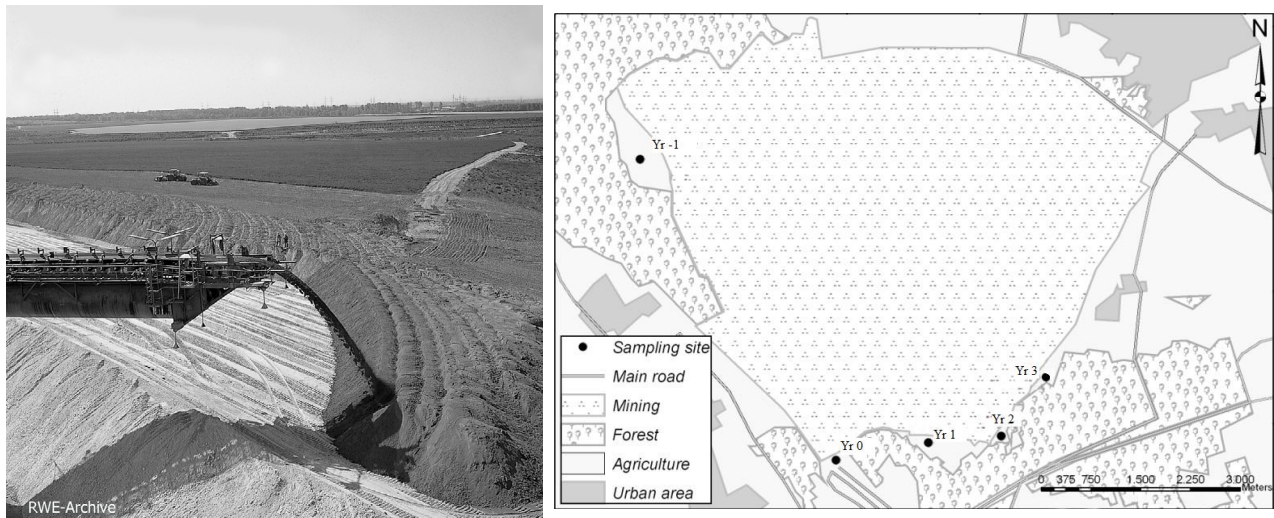 RWE-Archive
N
Yr -1
Yr 3
Yr 2
Yr 1
Yr 0
Sampling site
Main road
Mining
Forest
Agriculture
Urban area
0 375 750 1.500 2.250 3.000
Meters